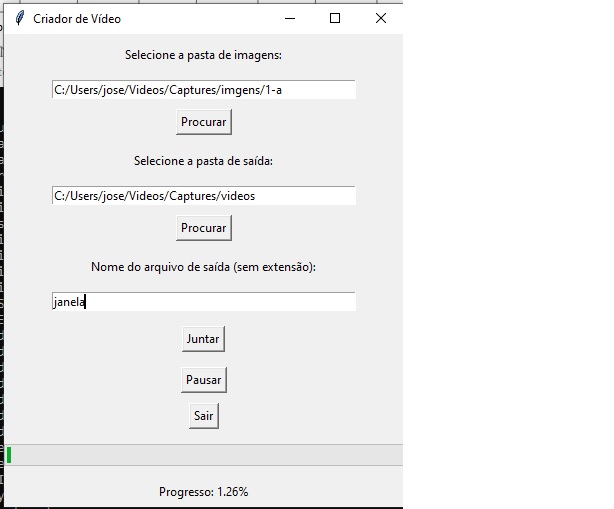 Criador de Vídeo
Selecione a pasta de imagens:
C:/Users/jose/Videos/Captures/imgens/1-a
Procurar
Selecione a pasta de saída:
C:/Users/jose/Videos/Captures/videos
Procurar
Nome do arquivo de saída (sem extensão):
janela
Juntar
Pausar
Sair
Progresso: 1.26%